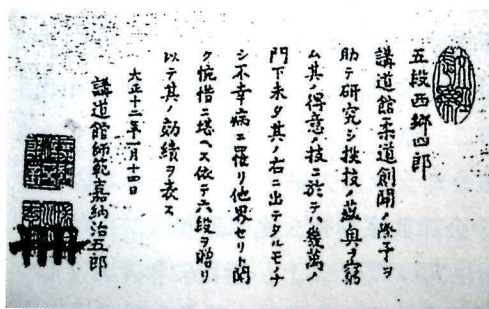 五段西郷四郎
講道館柔道創開ノ際予ヲ
助テ研究シ投技ノ蘊奥ヲ窮
ム其ノ得意ノ技ニ於テハ幾萬ノ
門下未タ其ノ右ニ出テタルモノナ
シ不幸病ニ罹リ他界セリト聞
ク惋惜ニ堪ヘス依テ六段ヲ贈リ
以テ其ノ効績ヲ表ス
大正十二年一月十四日
講道館師範嘉納治五郎